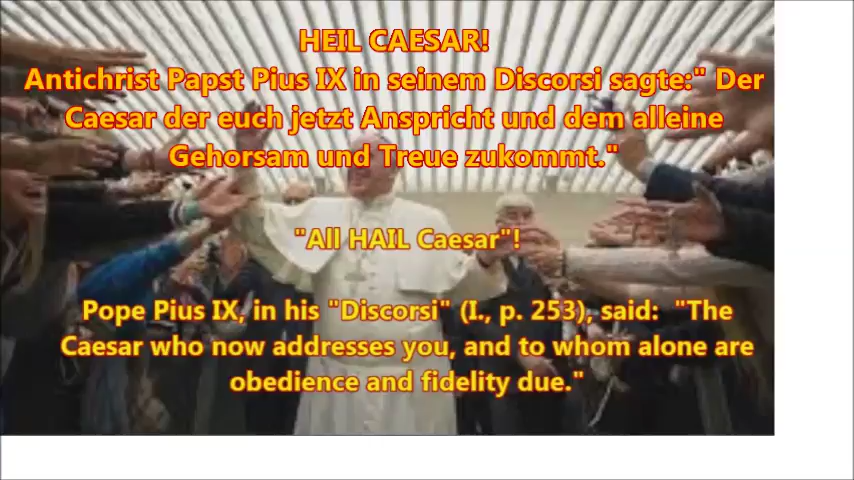 HEIL CAESAR!
Antichrist Papst Pius IX in seinem Discorsi sagte:" Der
Caesar der euch jetzt Anspricht und dem alleine
Gehorsam und Treue zukommt."
"All HAIL Caesar"!
Pope Pius IX, in his "Discorsi" (I., p. 253), said: "The
Caesar who now addresses you, and to whom alone are
obedience and fidelity due."